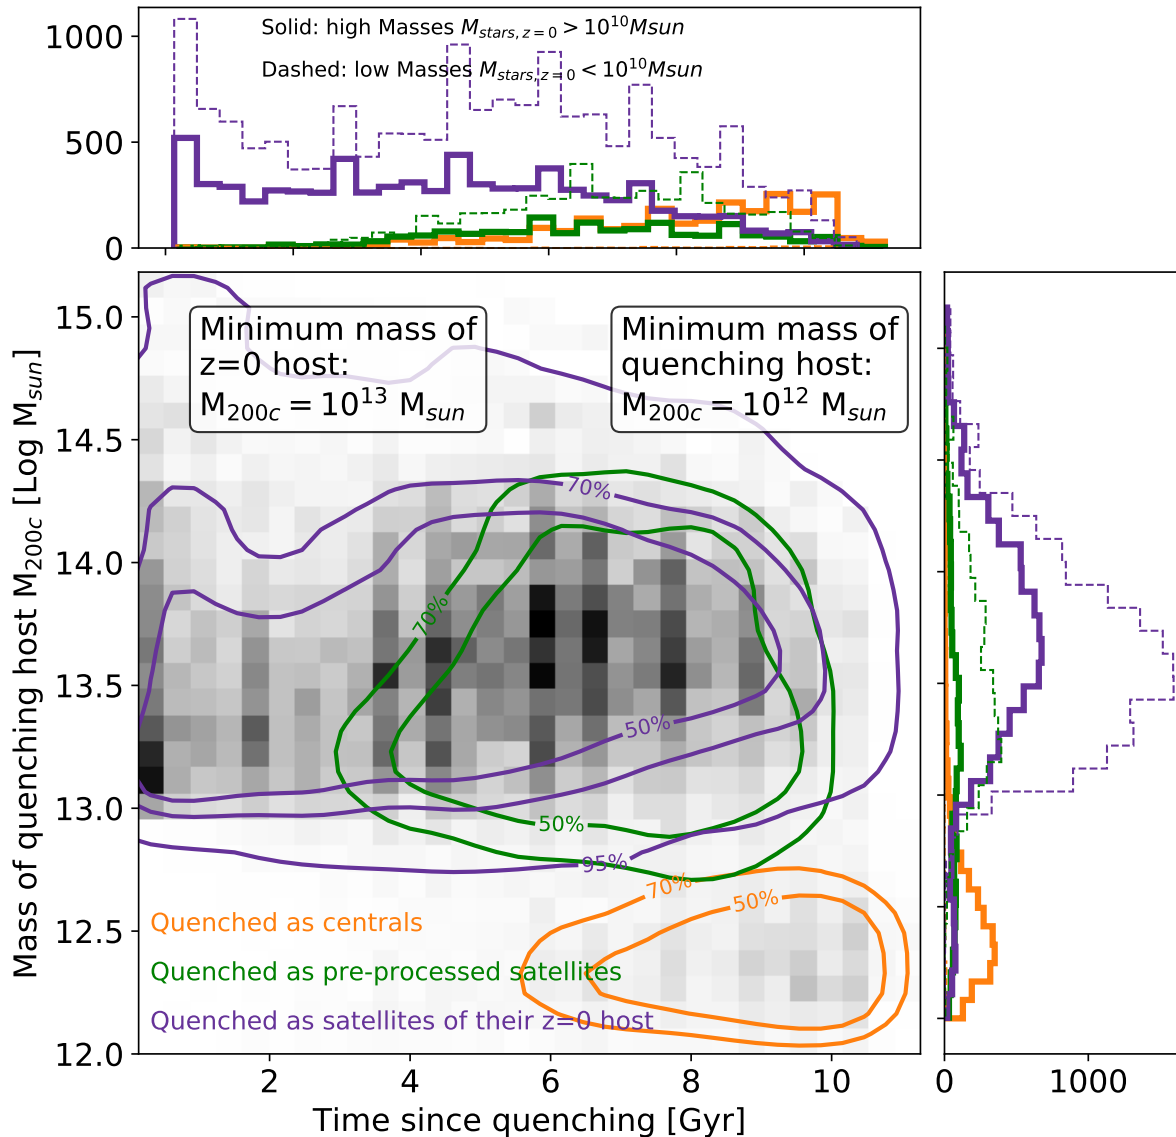 1000
500
0
Solid: high Masses M_{stars, z=0} > 10^{10}Msun
Dashed: low Masses M_{stars, z=0} < 10^{10}Msun
Mass of quenching host M_{200c} [Log M_{sun}]
15.0
14.5
14.0
13.5
13.0
12.5
12.0
Minimum mass of
z=0 host:
M_{200c} = 10^{13} M_{sun}
Minimum mass of
quenching host:
M_{200c} = 10^{12} M_{sun}
70%
70%
50%
50%
95%
70%
50%
Quenched as centrals
Quenched as pre-processed satellites
Quenched as satellites of their z=0 host
2
4
6
8
10
Time since quenching [Gyr]
0
1000